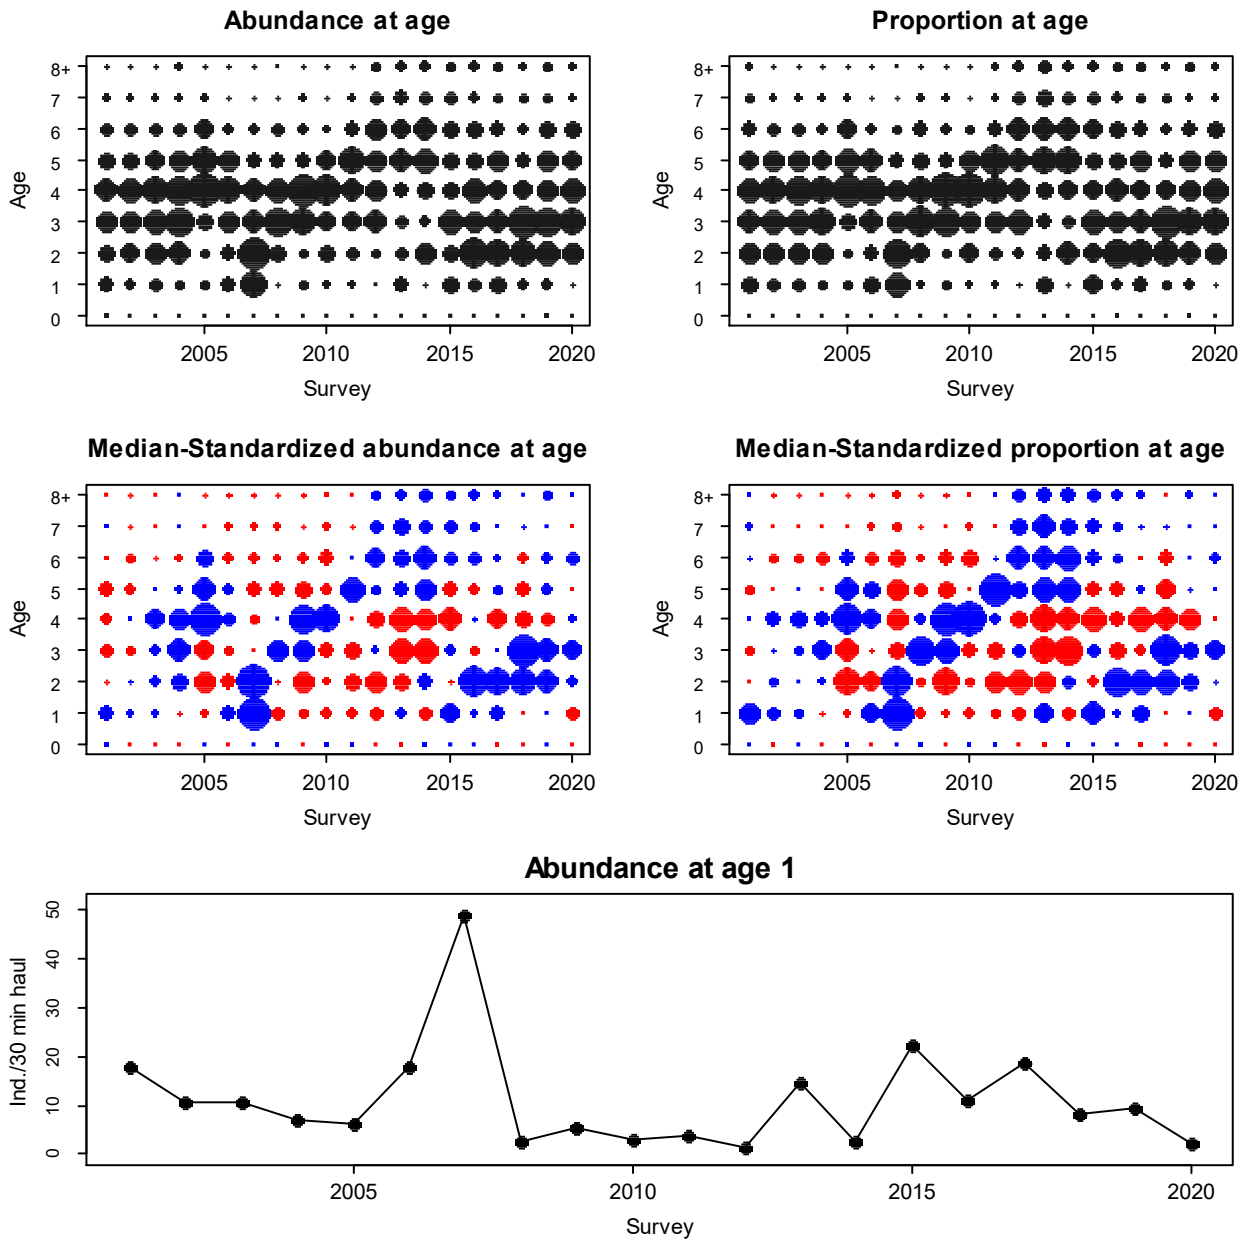 Abundance at age
Proportion at age
8+
7
6
5
4
3
2
1
0
Age
2005 2010 2015 2020
Survey
8+
7
6
5
4
3
2
1
0
Age
2005 2010 2015 2020
Survey
Median-Standardized abundance at age
Median-Standardized proportion at age
8+
7
6
5
4
3
2
1
0
Age
2005 2010 2015 2020
Survey
8+
7
6
5
4
3
2
1
0
Age
2005 2010 2015 2020
Survey
Abundance at age 1
50
40
30
20
10
0
Ind./30 min haul
2005 2010 2015 2020
Survey